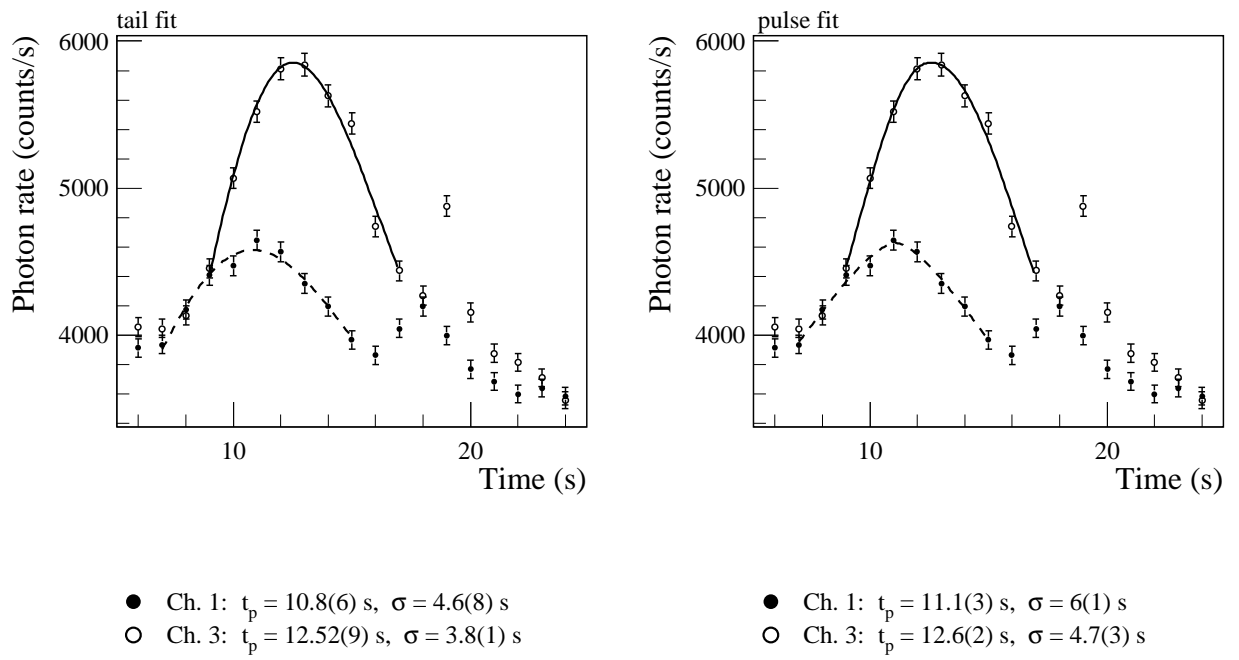 tail fit
6000
5000
4000
Photon rate (counts/s)
10
20
Time (s)
Ch. 1: t_p = 10.8(6) s, σ = 4.6(8) s
Ch. 3: t_p = 12.52(9) s, σ = 3.8(1) s
pulse fit
6000
5000
4000
Photon rate (counts/s)
10
20
Time (s)
Ch. 1: t_p = 11.1(3) s, σ = 6(1) s
Ch. 3: t_p = 12.6(2) s, σ = 4.7(3) s